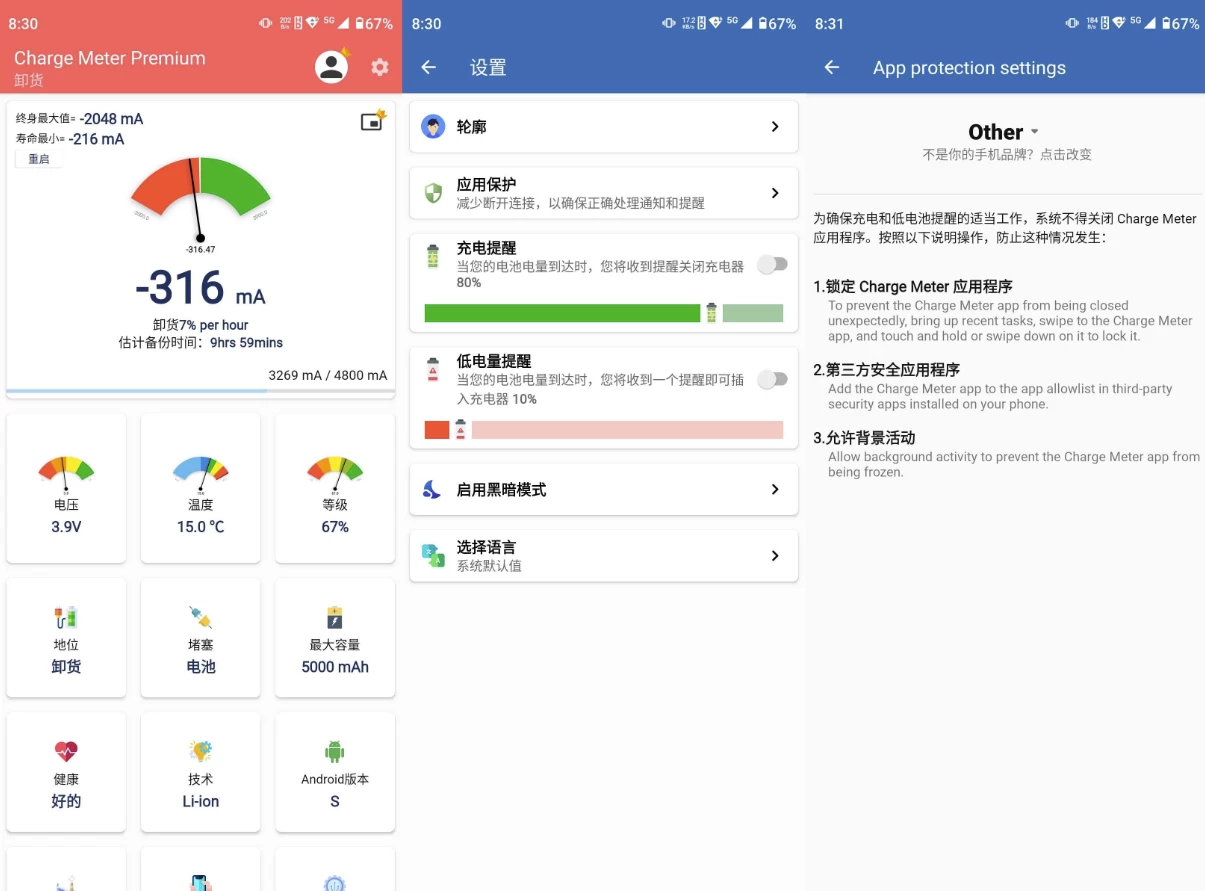 8:30
202
B/s
5G
67%
Charge Meter Premium
卸货
终身最大值= -2048 mA
寿命最小= -216 mA
重启
-316.47
-316 mA
卸货7% per hour
估计备份时间：9hrs 59mins
3269 mA / 4800 mA
电压
3.9V
温度
15.0 ℃
等级
67%
地位
卸货
堵塞
电池
最大容量
5000 mAh
健康
好的
技术
Li-ion
Android版本
S
8:30
17.2
KB/s
5G
67%
设置
轮廓
应用保护
减少断开连接，以确保正确处理通知和提醒
充电提醒
当您的电池电量到达时，您将收到提醒关闭充电器
80%
低电量提醒
当您的电池电量到达时，您将收到一个提醒即可插
入充电器 10%
启用黑暗模式
选择语言
系统默认值
8:31
184
B/s
5G
67%
App protection settings
Other
不是你的手机品牌？点击改变
为确保充电和低电池提醒的适当工作，系统不得关闭 Charge Meter
应用程序。按照以下说明操作，防止这种情况发生：
1.锁定 Charge Meter 应用程序
To prevent the Charge Meter app from being closed
unexpectedly, bring up recent tasks, swipe to the Charge Meter
app, and touch and hold or swipe down on it to lock it.
2.第三方安全应用程序
Add the Charge Meter app to the app allowlist in third-party
security apps installed on your phone.
3.允许背景活动
Allow background activity to prevent the Charge Meter app from
being frozen.